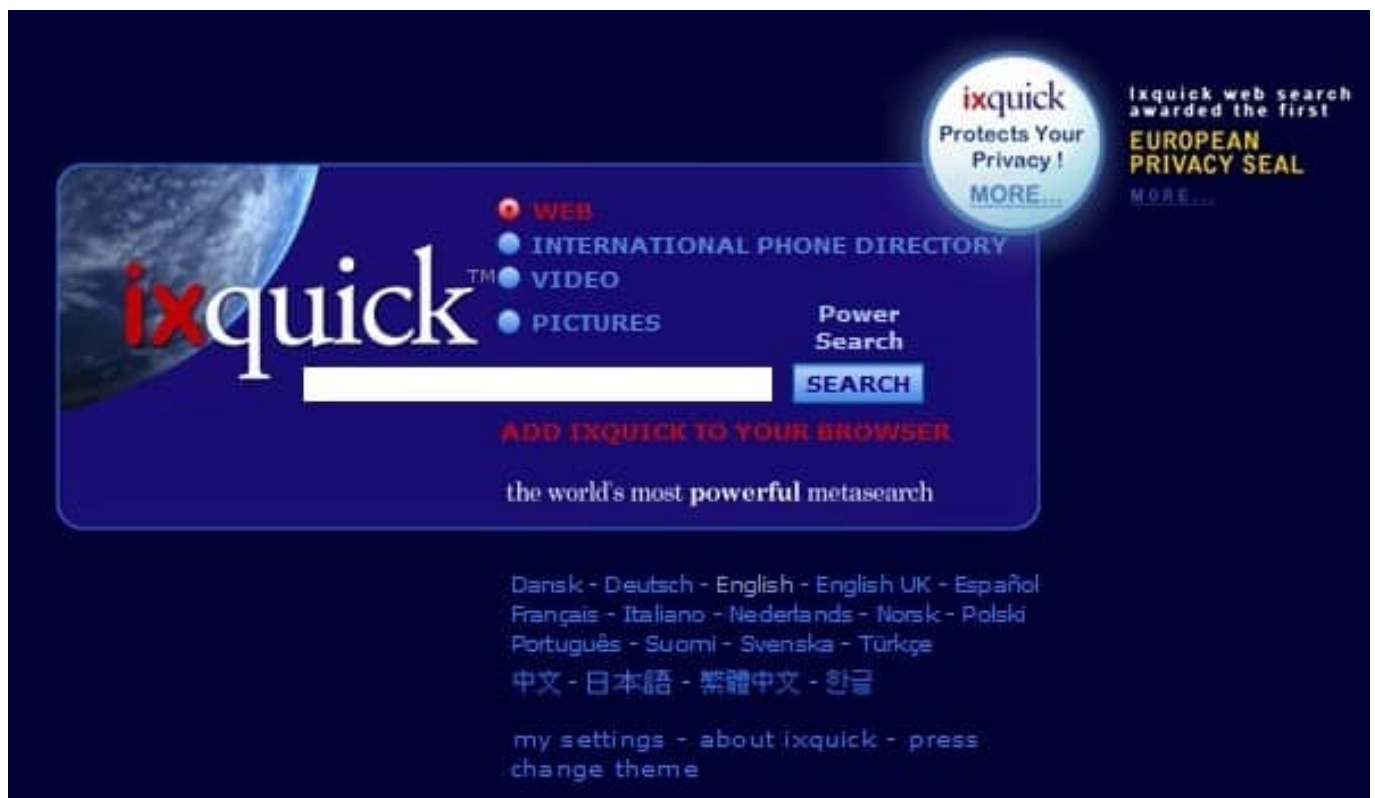 ixquick
Protects Your
Privacy !
MORE...
Ixquick web search
awarded the first
EUROPEAN
PRIVACY SEAL
MORE...
ixquick™
WEB
INTERNATIONAL PHONE DIRECTORY
VIDEO
PICTURES
Power
Search
SEARCH
ADD IXQUICK TO YOUR BROWSER
the world's most powerful metasearch
Dansk - Deutsch - English - English UK - Español
Français - Italiano - Nederlands - Norsk - Polski
Português - Suomi - Svenska - Türkçe
中文 - 日本語 - 繁體中文 - 한글
my settings - about ixquick - press
change theme